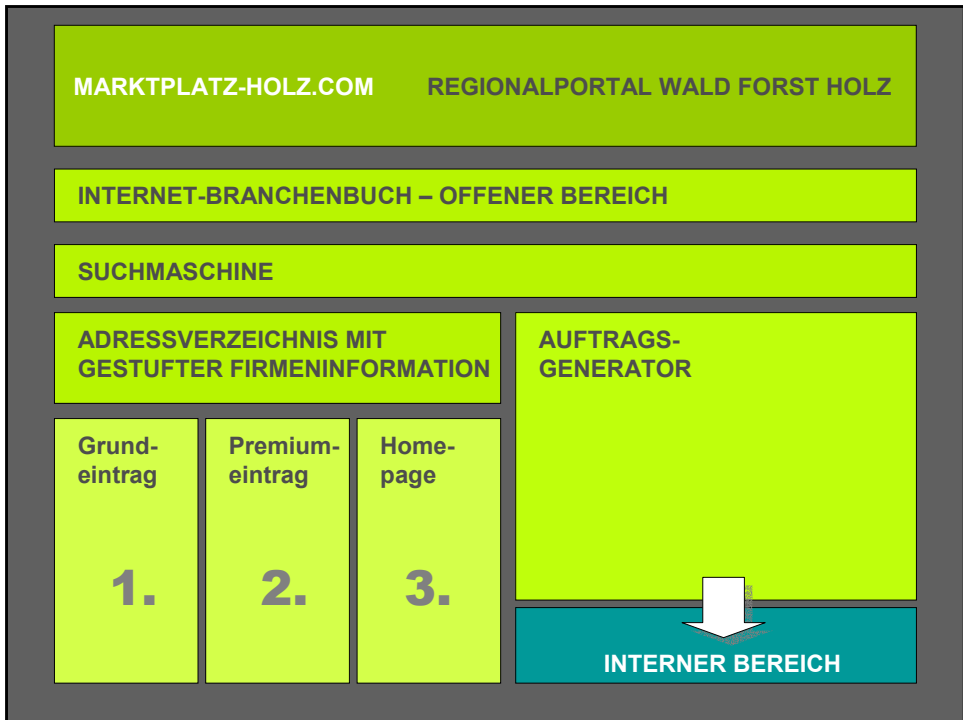 MARKTPLATZ-HOLZ.COM REGIONALPORTAL WALD FORST HOLZ
INTERNET-BRANCHENBUCH – OFFENER BEREICH
SUCHMASCHINE
ADRESSVERZEICHNIS MIT
GESTUFTER FIRMENINFORMATION
AUFTRAGS-
GENERATOR
Grund-
eintrag
1.
Premium-
eintrag
2.
Home-
page
3.
INTERNER BEREICH